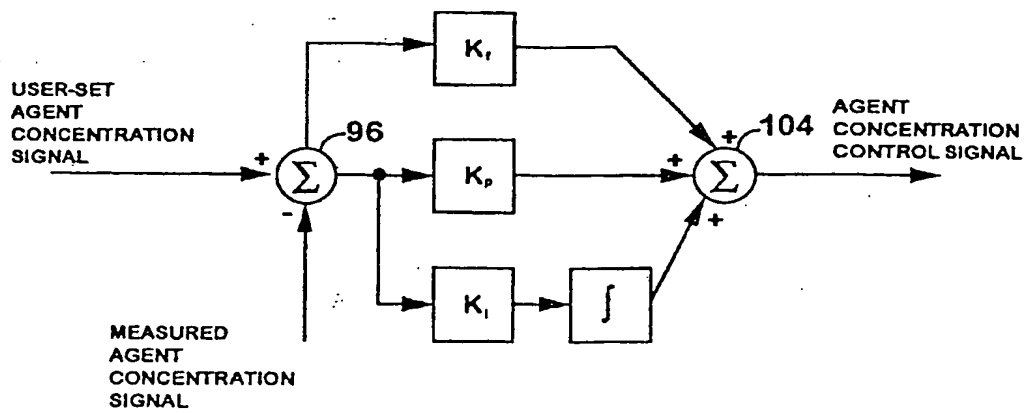 K_f
USER-SET
AGENT
CONCENTRATION
SIGNAL
+
96
Σ
-
K_p
+
+
104
Σ
+
AGENT
CONCENTRATION
CONTROL SIGNAL
K_I
∫
MEASURED
AGENT
CONCENTRATION
SIGNAL